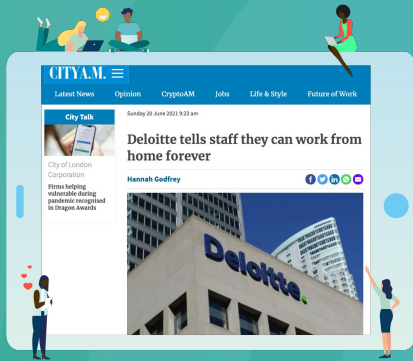 CITYA.M.
Latest News Opinion CryptoAM Jobs Life & Style Future of Work
City Talk
City of London
Corporation
Firms helping
vulnerable during
pandemic recognised
in Dragon Awards
Sunday 20 June 2021 9:23 am
Deloitte tells staff they can work from
home forever
Hannah Godfrey
Deloitte.